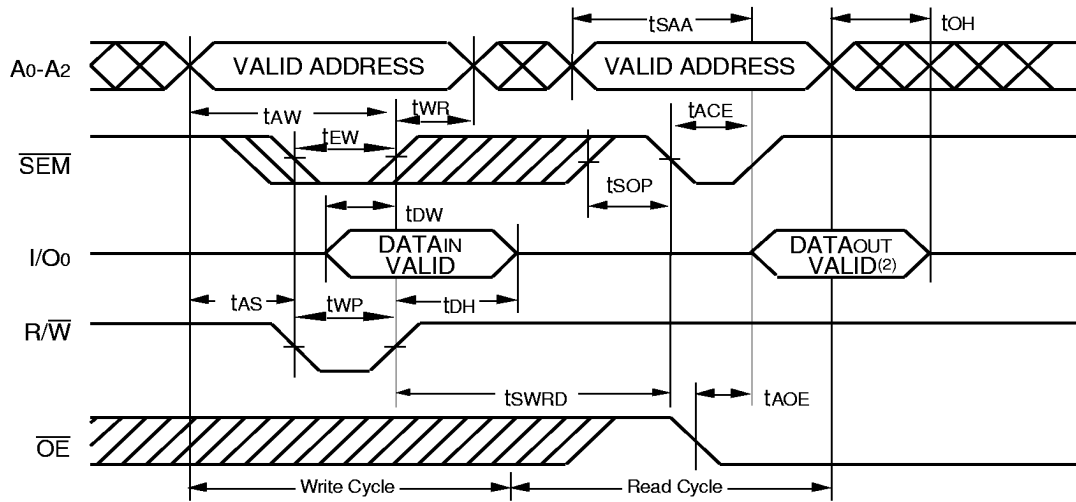 tSAA
tOH
A0-A2
VALID ADDRESS
VALID ADDRESS
tAW
tWR
tACE
tEW
SEM
tSOP
tDW
I/O0
DATAIN
VALID
DATAOUT
VALID(2)
tAS
tWP
tDH
R/W
tSWRD
tAOE
OE
Write Cycle
Read Cycle